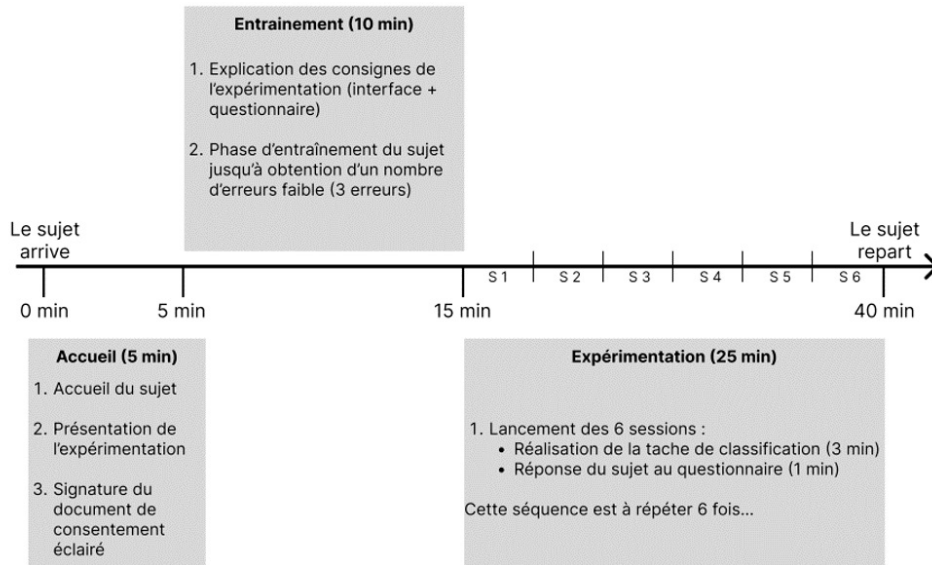 Entrainement (10 min)
1. Explication des consignes de
l'expérimentation (interface +
questionnaire)
2. Phase d'entraînement du sujet
jusqu'à obtention d'un nombre
d'erreurs faible (3 erreurs)
Le sujet
arrive
Le sujet
repart
S 1
S 2
S 3
S 4
S 5
S 6
0 min
5 min
15 min
40 min
Accueil (5 min)
1. Accueil du sujet
2. Présentation de
l'expérimentation
3. Signature du
document de
consentement
éclairé
Expérimentation (25 min)
1. Lancement des 6 sessions :
• Réalisation de la tache de classification (3 min)
• Réponse du sujet au questionnaire (1 min)
Cette séquence est à répéter 6 fois...